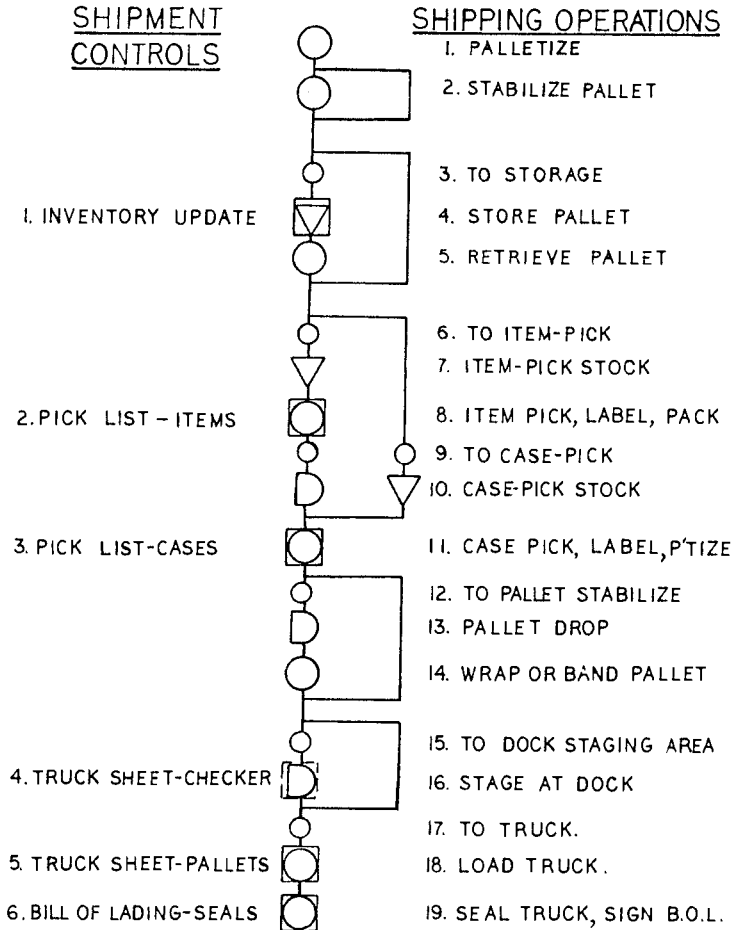 SHIPMENT
CONTROLS
SHIPPING OPERATIONS
1. PALLETIZE
2. STABILIZE PALLET
3. TO STORAGE
1. INVENTORY UPDATE
4. STORE PALLET
5. RETRIEVE PALLET
6. TO ITEM-PICK
7. ITEM-PICK STOCK
2. PICK LIST - ITEMS
8. ITEM PICK, LABEL, PACK
9. TO CASE-PICK
10. CASE-PICK STOCK
3. PICK LIST-CASES
11. CASE PICK, LABEL, P'TIZE
12. TO PALLET STABILIZE
13. PALLET DROP
14. WRAP OR BAND PALLET
15. TO DOCK STAGING AREA
4. TRUCK SHEET-CHECKER
16. STAGE AT DOCK
17. TO TRUCK.
5. TRUCK SHEET-PALLETS
18. LOAD TRUCK.
6. BILL OF LADING-SEALS
19. SEAL TRUCK, SIGN B.O.L.